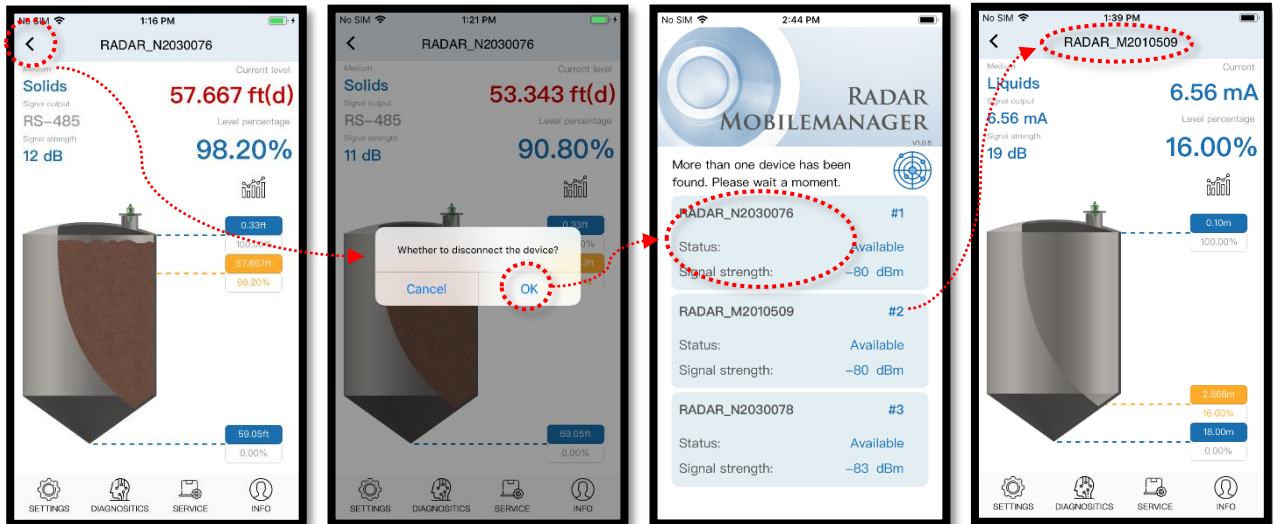 No SIM 1:16 PM
RADAR_N2030076
Medium Current level
Solids 57.667 ft(d)
Signal output
RS-485 Level percentage
Signal strength
12 dB 98.20%
0.33ft
100.00%
57.667ft
98.20%
59.05ft
0.00%
SETTINGS DIAGNOSITICS SERVICE INFO
No SIM 1:21 PM
RADAR_N2030076
Medium Current level
Solids 53.343 ft(d)
Signal output
RS-485 Level percentage
Signal strength
11 dB 90.80%
0.33ft
Whether to disconnect the device?
Cancel OK
59.05ft
0.00%
SETTINGS DIAGNOSITICS SERVICE INFO
No SIM 2:44 PM
RADAR
MOBILEMANAGER
V1.0.5
More than one device has been
found. Please wait a moment.
RADAR_N2030076 #1
Status: Available
Signal strength: -80 dBm
RADAR_M2010509 #2
Status: Available
Signal strength: -80 dBm
RADAR_N2030078 #3
Status: Available
Signal strength: -83 dBm
No SIM 1:39 PM
RADAR_M2010509
Medium Current
Liquids 6.56 mA
Signal output
6.56 mA Level percentage
Signal strength
19 dB 16.00%
0.10m
100.00%
2.868m
16.00%
18.00m
0.00%
SETTINGS DIAGNOSITICS SERVICE INFO